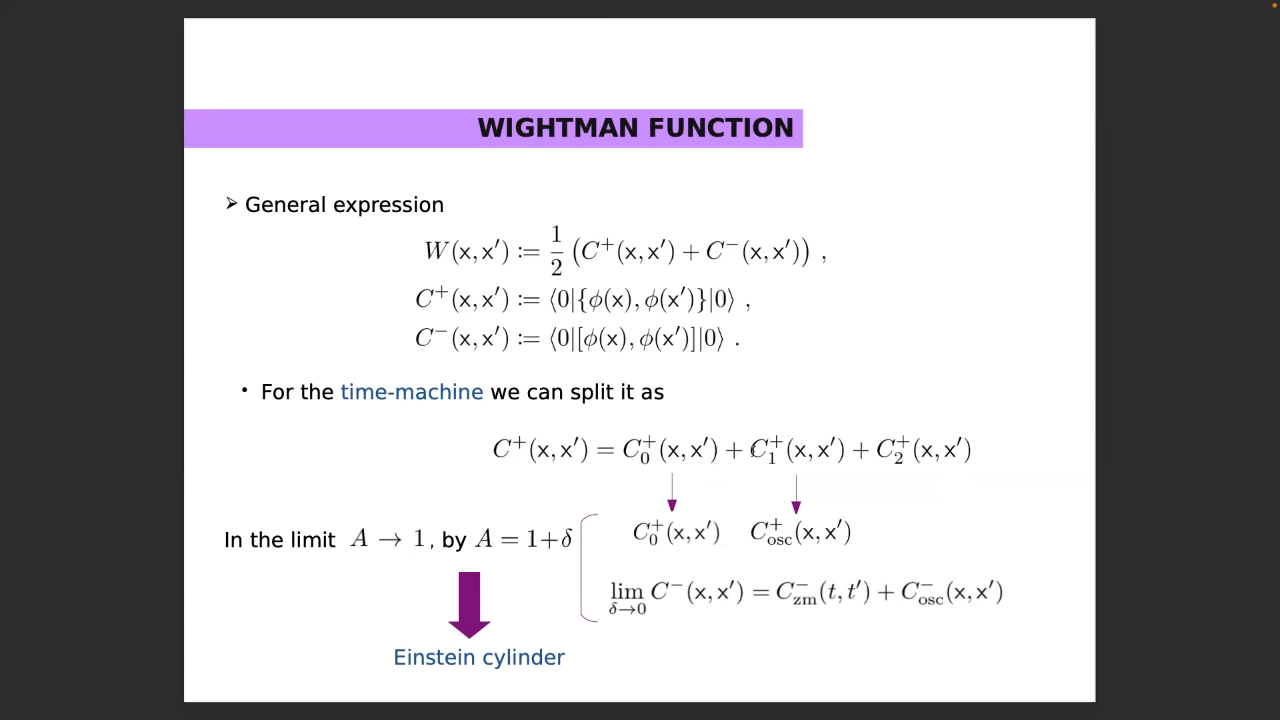 WIGHTMAN FUNCTION
➢ General expression
W(x, x′) := 1/2 (C⁺(x, x′) + C⁻(x, x′)) ,
C⁺(x, x′) := ⟨0|{ϕ(x), ϕ(x′)}|0⟩ ,
C⁻(x, x′) := ⟨0|[ϕ(x), ϕ(x′)]|0⟩ .
• For the time-machine we can split it as
C⁺(x, x′) = C₀⁺(x, x′) + C₁⁺(x, x′) + C₂⁺(x, x′)
C₀⁺(x, x′) C⁺_osc(x, x′)
In the limit A → 1, by A = 1+δ
lim_{δ→0} C⁻(x, x′) = C⁻_zm(t, t′) + C⁻_osc(x, x′)
Einstein cylinder